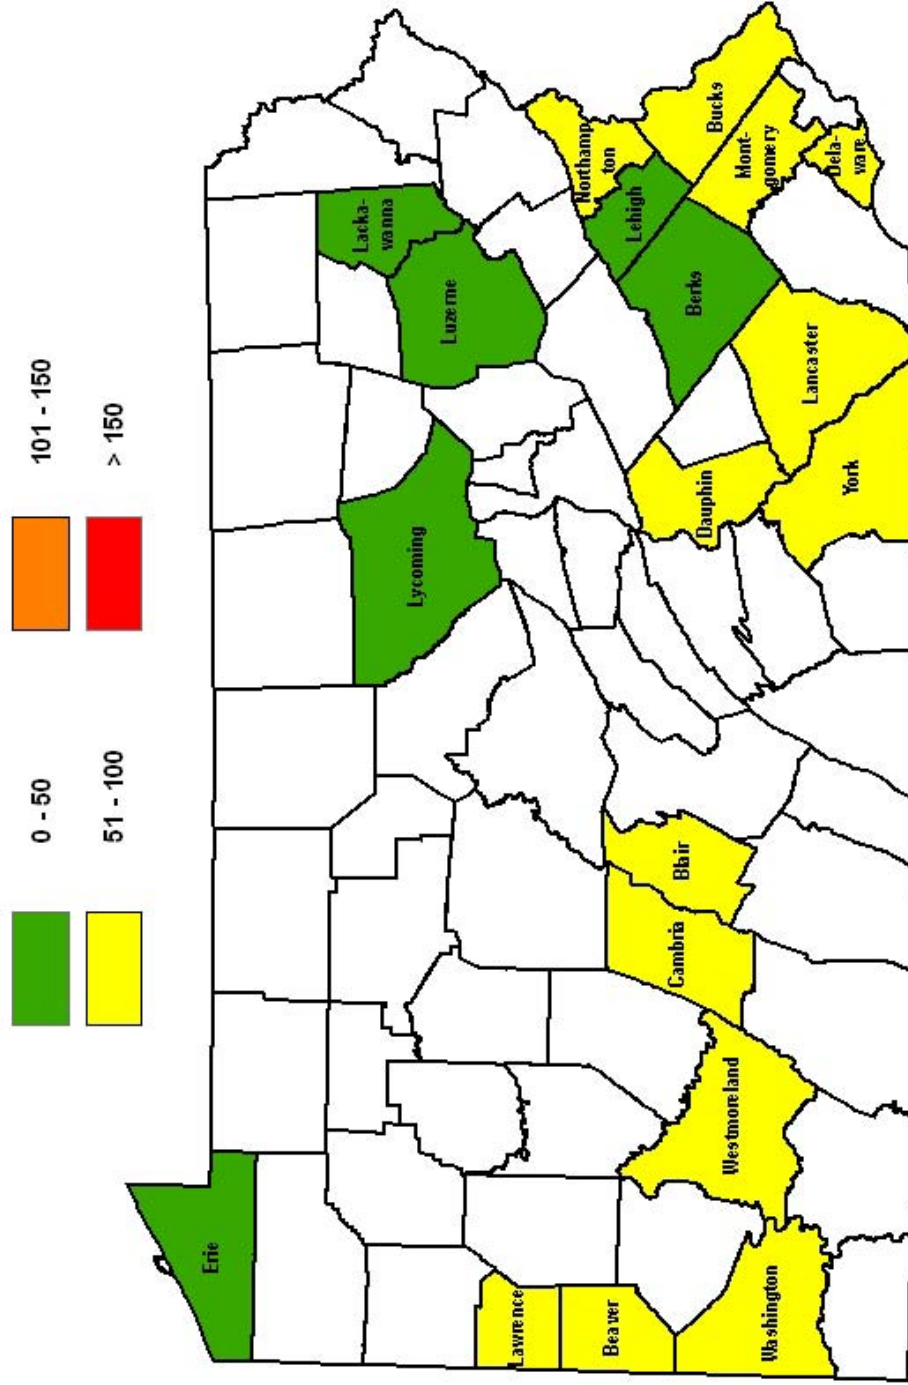 0 - 50
101 - 150
51 - 100
> 150
Erie
Lacka-
wanna
Luzerne
Lycoming
Northamp
ton
Lehigh
Bucks
Berks
Mont-
gomery
Dela-
ware
Lawrence
Beaver
Cambria
Blair
Dauphin
Lancaster
York
Westmoreland
Washington